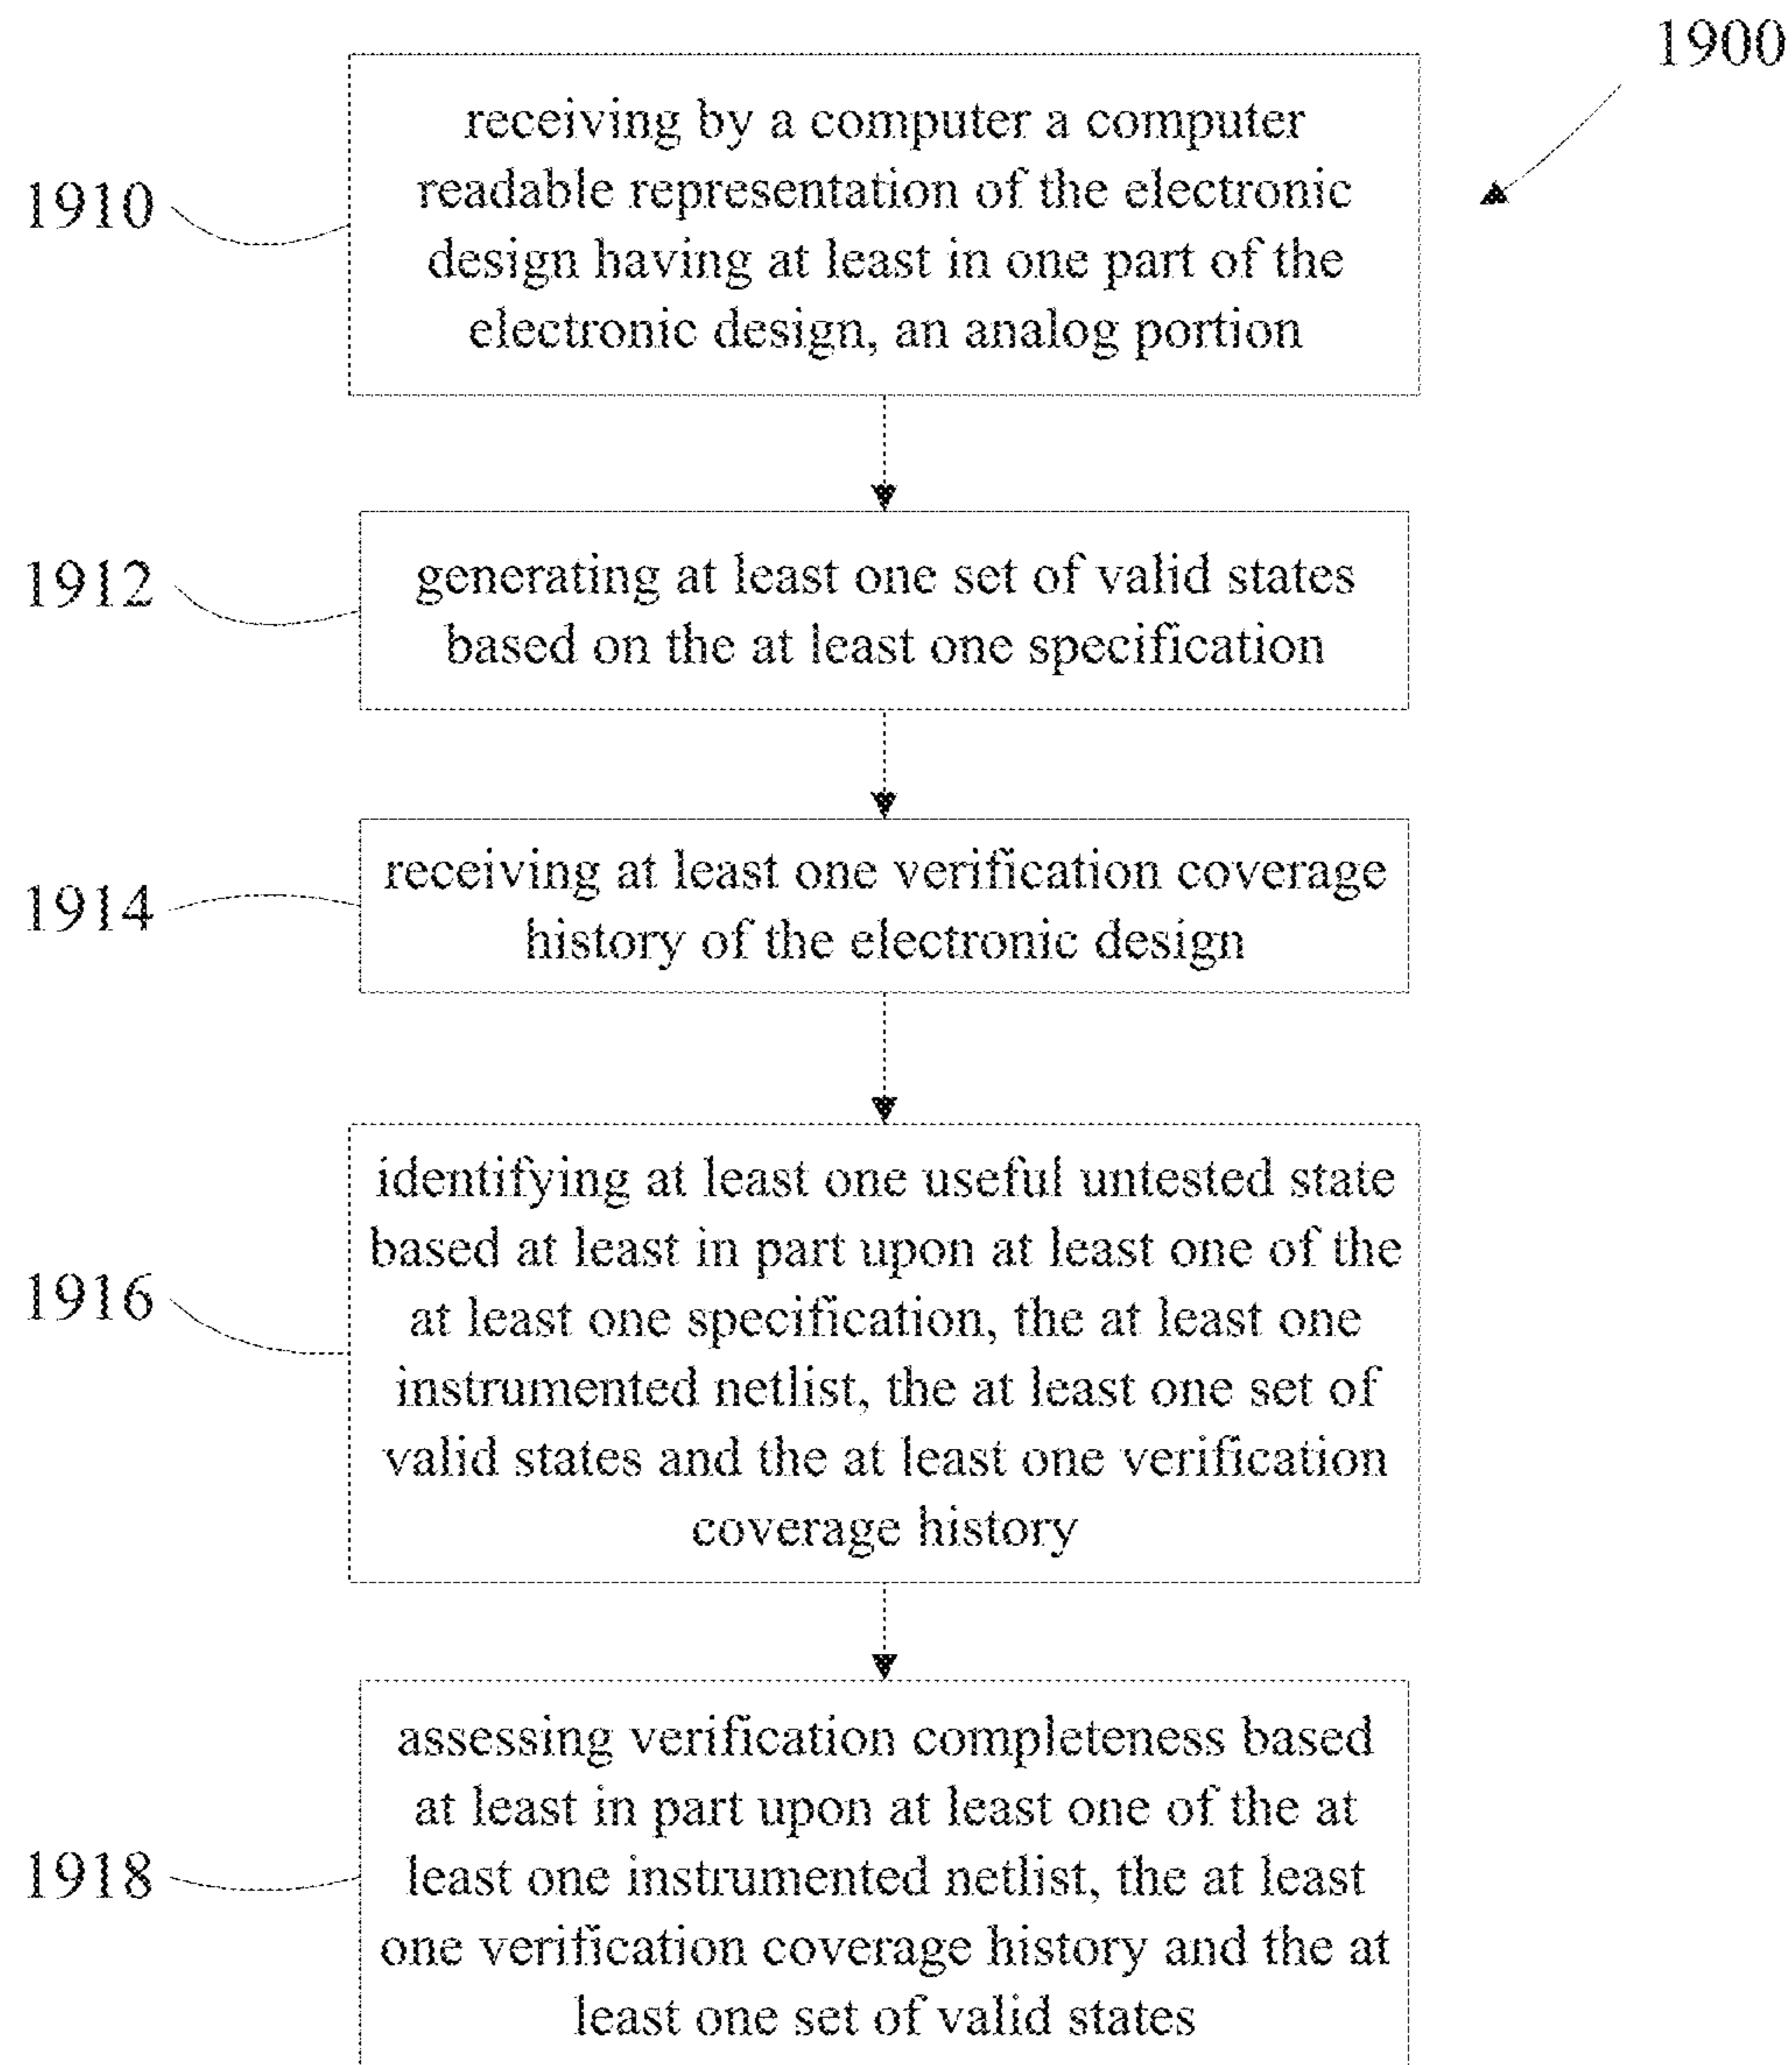 1900
receiving by a computer a computer
readable representation of the electronic
design having at least in one part of the
electronic design, an analog portion
1910
generating at least one set of valid states
based on the at least one specification
1912
receiving at least one verification coverage
history of the electronic design
1914
identifying at least one useful untested state
based at least in part upon at least one of the
at least one specification, the at least one
instrumented netlist, the at least one set of
valid states and the at least one verification
coverage history
1916
assessing verification completeness based
at least in part upon at least one of the at
least one instrumented netlist, the at least
one verification coverage history and the at
least one set of valid states
1918